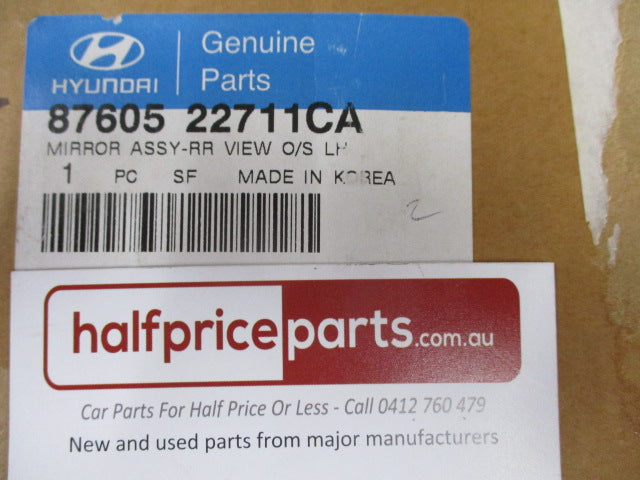 HYUNDAI
Genuine
Parts
87605 22711CA
MIRROR ASSY-RR VIEW O/S LH
1 PC SF MADE IN KOREA
2
halfpriceparts.com.au
Car Parts For Half Price Or Less - Call 0412 760 479
New and used parts from major manufacturers